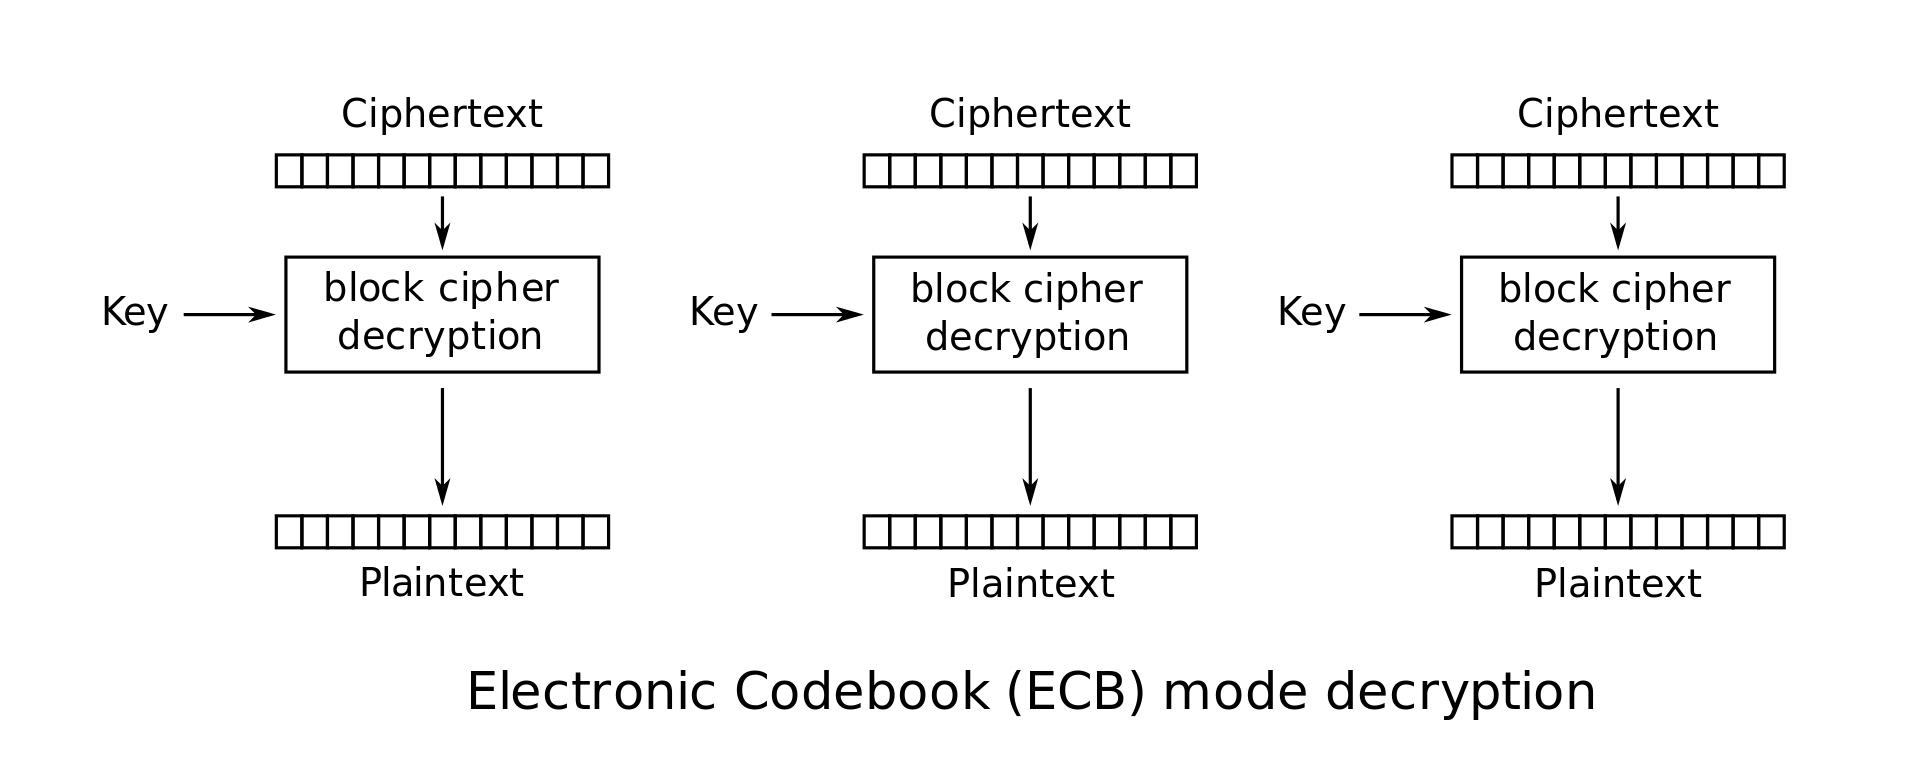 Ciphertext
Ciphertext
Ciphertext
Key
block cipher
decryption
Key
block cipher
decryption
Key
block cipher
decryption
Plaintext
Plaintext
Plaintext
Electronic Codebook (ECB) mode decryption